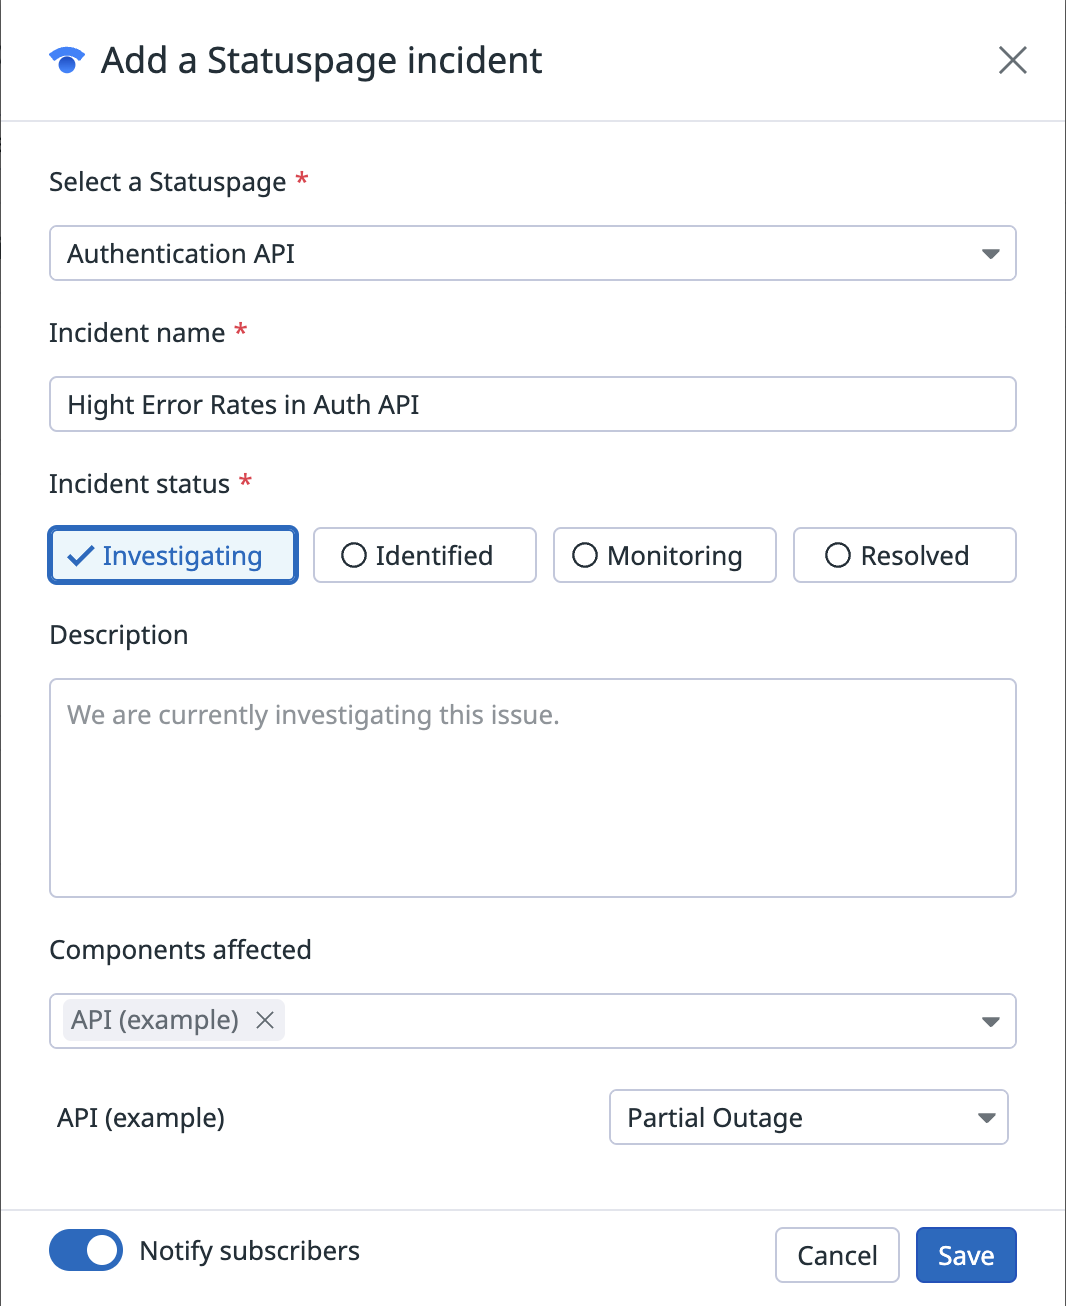 Add a Statuspage incident
Select a Statuspage *
Authentication API
Incident name *
Hight Error Rates in Auth API
Incident status *
Investigating Identified Monitoring Resolved
Description
We are currently investigating this issue.
Components affected
API (example)
API (example) Partial Outage
Notify subscribers Cancel Save